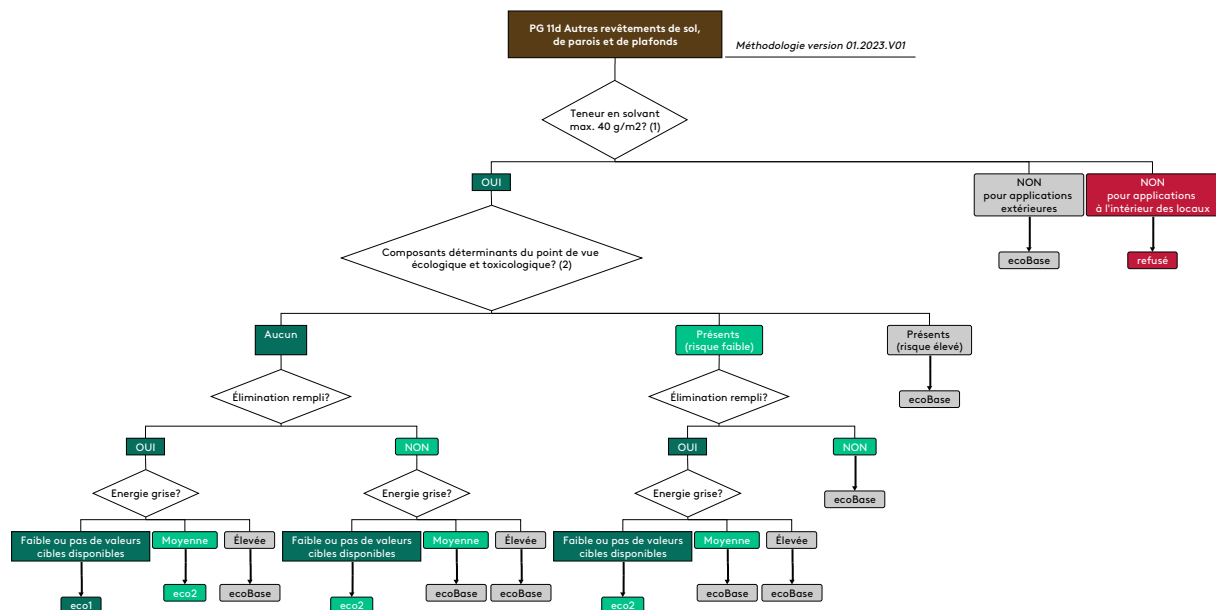 PG 11d Autres revêtements de sol,
de parois et de plafonds
Méthodologie version 01.2023.V01
Teneur en solvant
max. 40 g/m2? (1)
OUI
NON
pour applications
extérieures
NON
pour applications
à l'intérieur des locaux
Composants déterminants du point de vue
écologique et toxicologique? (2)
ecoBase
refusé
Aucun
Présents
(risque faible)
Présents
(risque élevé)
Élimination rempli?
Élimination rempli?
ecoBase
OUI
NON
OUI
NON
Energie grise?
Energie grise?
Energie grise?
ecoBase
Faible ou pas de valeurs
cibles disponibles
Moyenne
Élevée
Faible ou pas de valeurs
cibles disponibles
Moyenne
Élevée
Faible ou pas de valeurs
cibles disponibles
Moyenne
Élevée
eco1
eco2
ecoBase
eco2
ecoBase
ecoBase
eco2
ecoBase
ecoBase